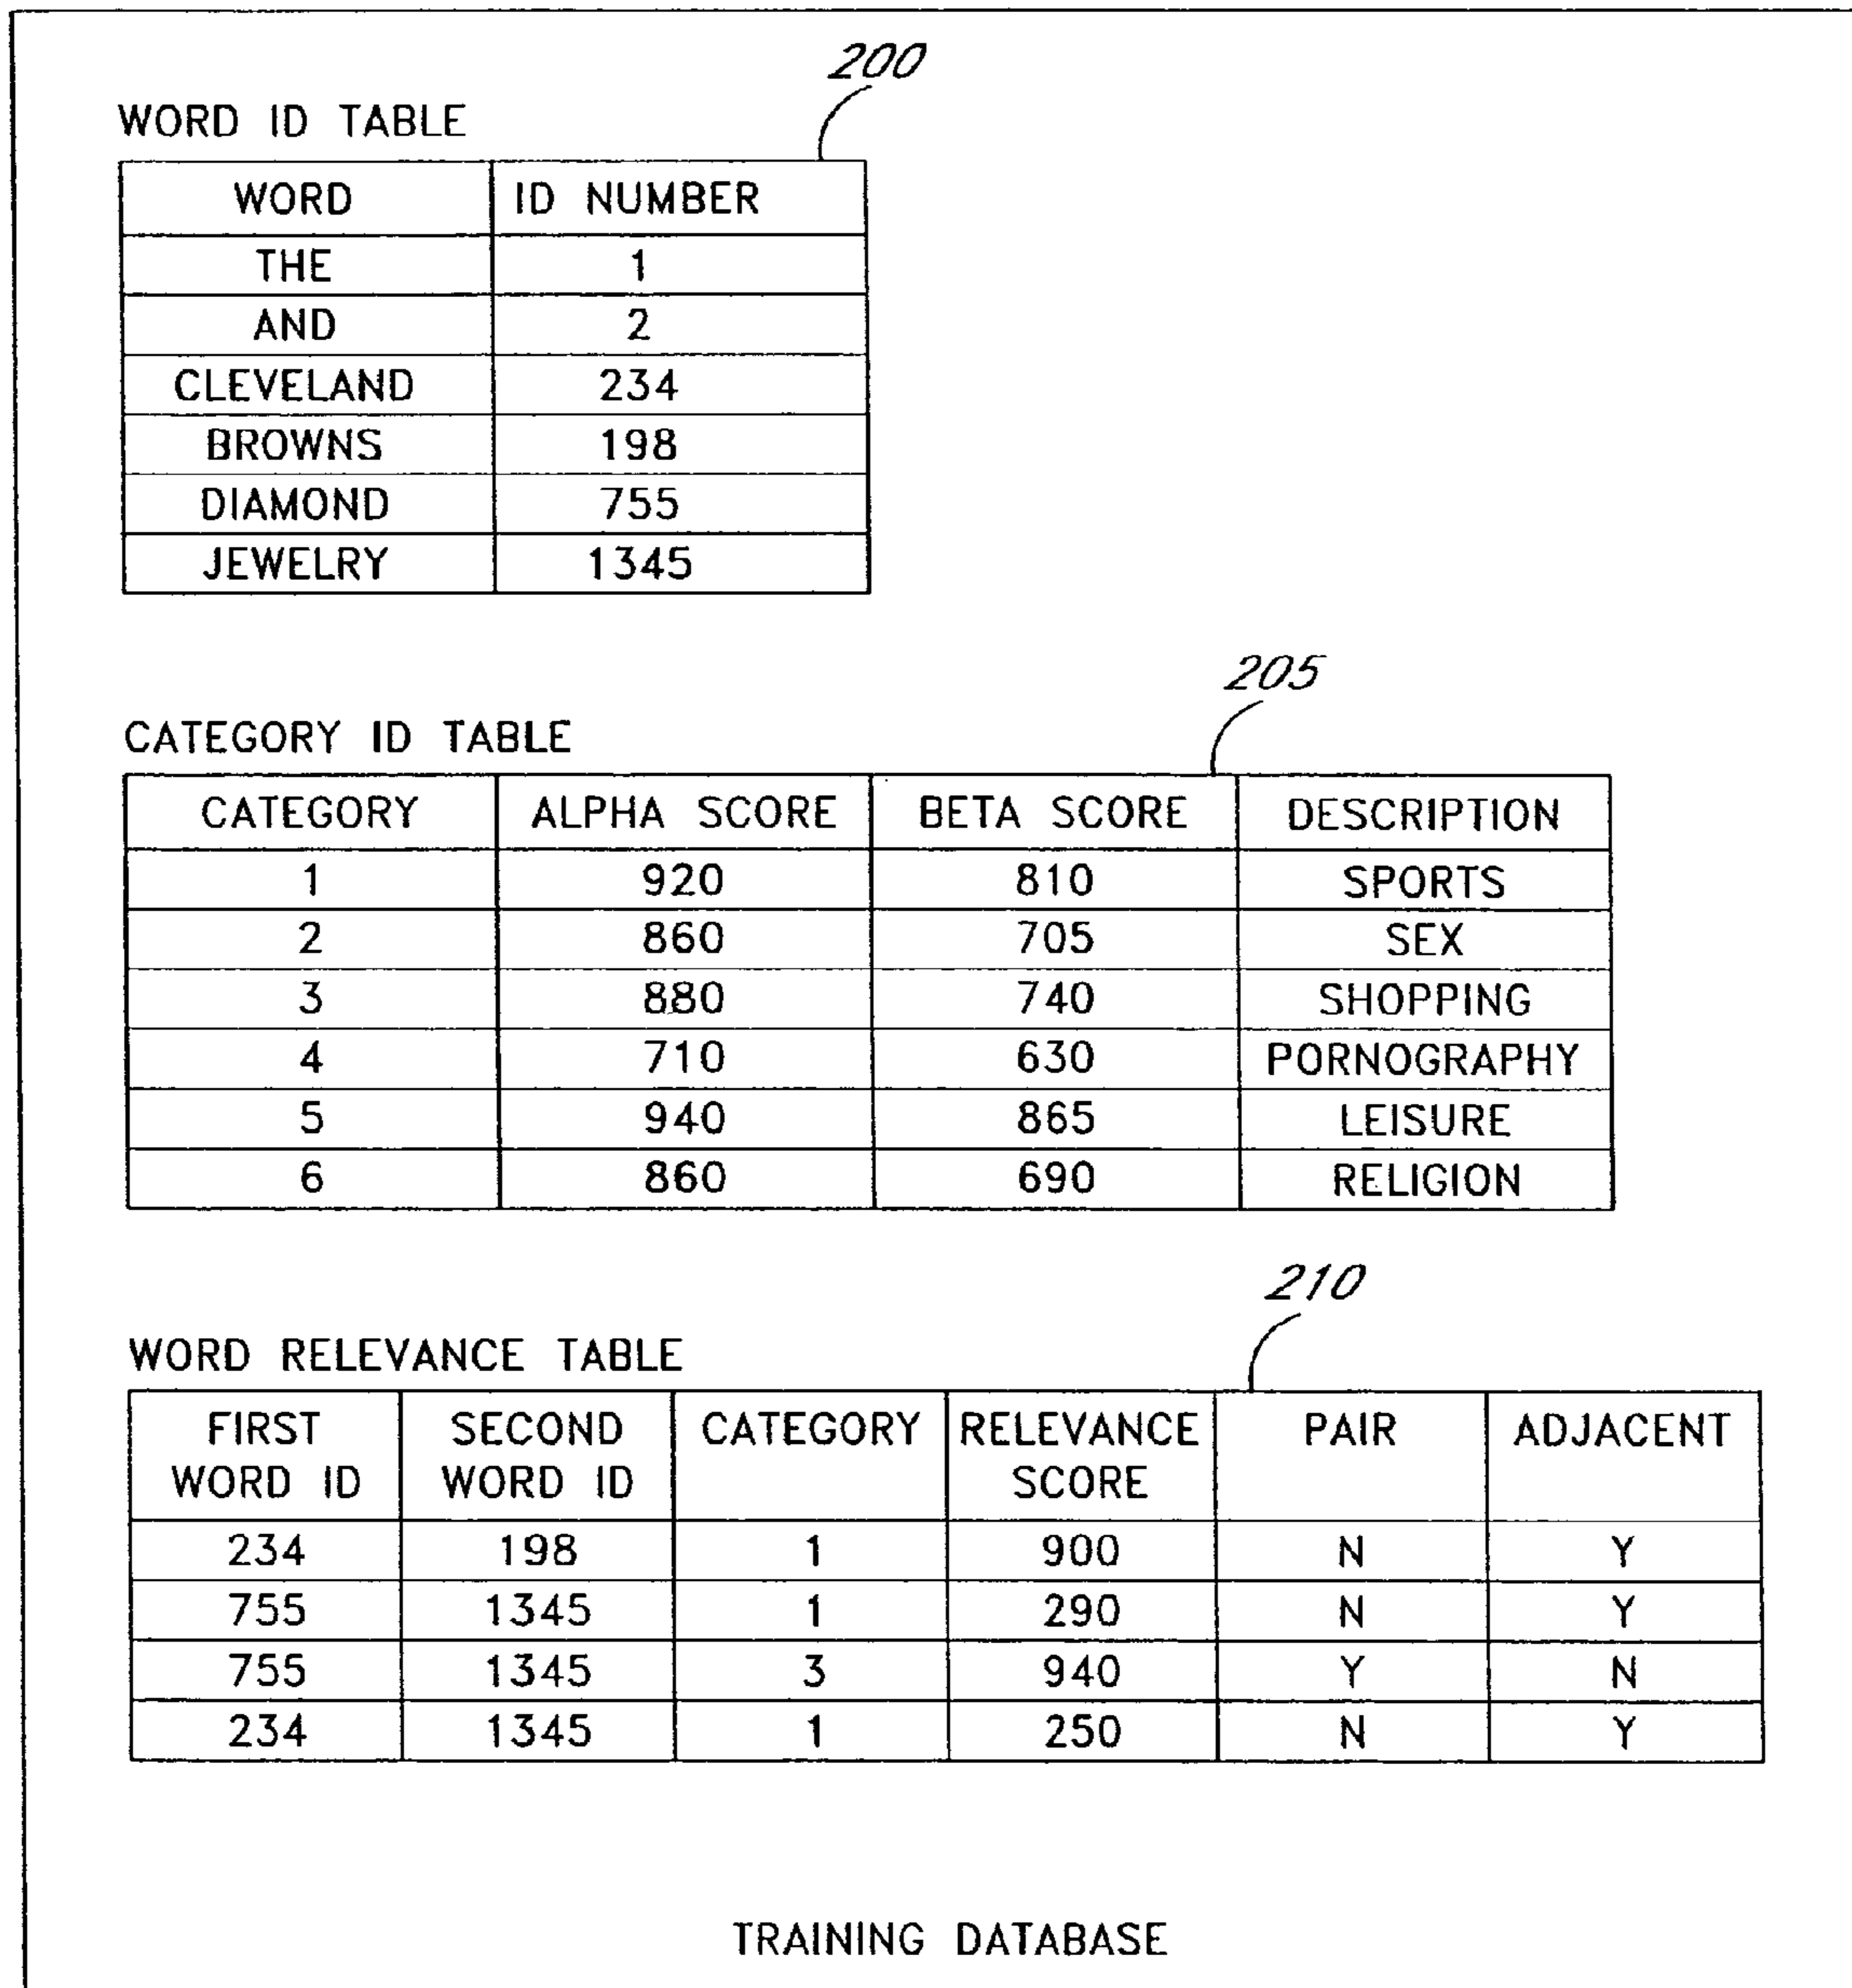 200
WORD ID TABLE
WORD ID NUMBER
THE 1
AND 2
CLEVELAND 234
BROWNS 198
DIAMOND 755
JEWELRY 1345
205
CATEGORY ID TABLE
CATEGORY ALPHA SCORE BETA SCORE DESCRIPTION
1 920 810 SPORTS
2 860 705 SEX
3 880 740 SHOPPING
4 710 630 PORNOGRAPHY
5 940 865 LEISURE
6 860 690 RELIGION
210
WORD RELEVANCE TABLE
FIRST SECOND CATEGORY RELEVANCE PAIR ADJACENT
WORD ID WORD ID SCORE
234 198 1 900 N Y
755 1345 1 290 N Y
755 1345 3 940 Y N
234 1345 1 250 N Y
TRAINING DATABASE